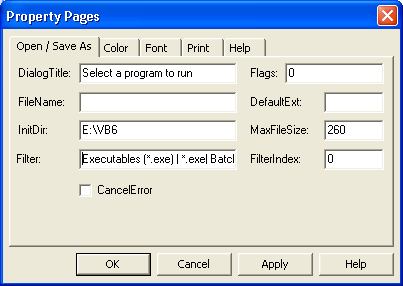 Property Pages
Open / Save As Color Font Print Help
DialogTitle: Select a program to run Flags: 0
FileName: DefaultExt:
InitDir: E:\VB6 MaxFileSize: 260
Filter: Executables (*.exe) | *.exe| Batcl FilterIndex: 0
CancelError
OK Cancel Apply Help